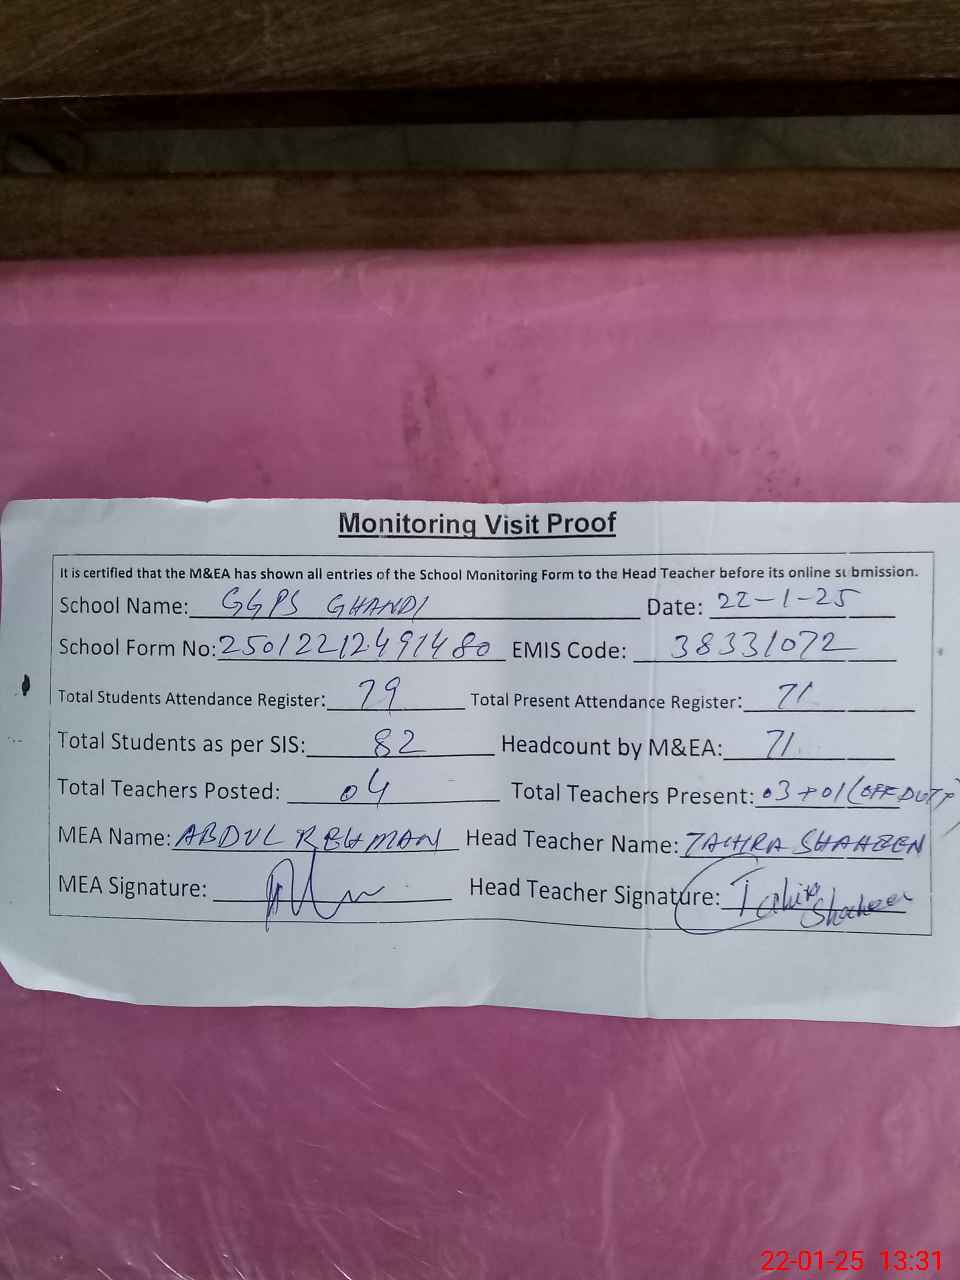 Monitoring Visit Proof
It is certified that the M&EA has shown all entries of the School Monitoring Form to the Head Teacher before its online submission.
School Name: GGPS GHANDI Date: 22-1-25
School Form No: 25012212491480 EMIS Code: 38331072
Total Students Attendance Register: 79 Total Present Attendance Register: 71
Total Students as per SIS: 82 Headcount by M&EA: 71
Total Teachers Posted: 04 Total Teachers Present: 03+01(OFF DUTY)
MEA Name: ABDUL REHMAN Head Teacher Name: TAHIRA SHAHEEN
MEA Signature: Head Teacher Signature: Tahira Shaheen
22-01-25 13:31